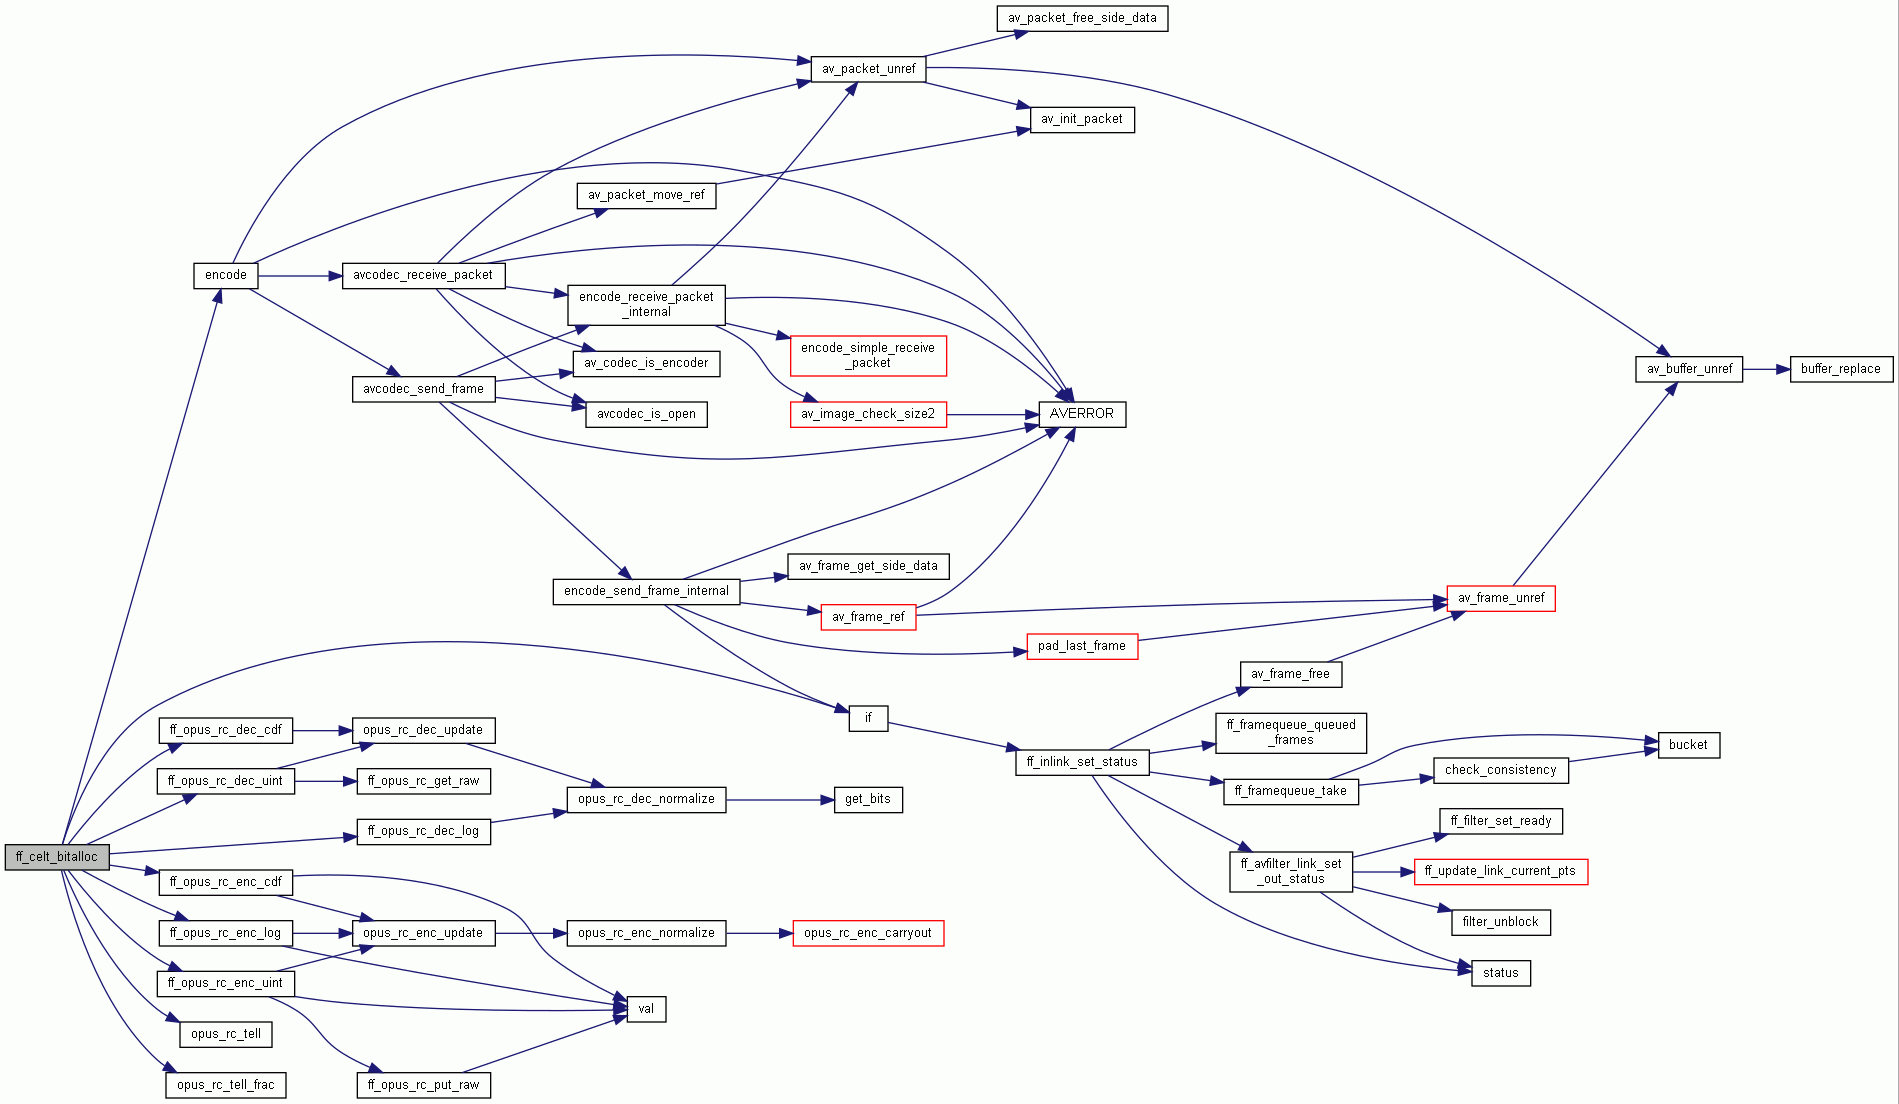 av_packet_free_side_data
av_packet_unref
av_init_packet
av_packet_move_ref
encode
avcodec_receive_packet
encode_receive_packet
_internal
encode_simple_receive
_packet
av_codec_is_encoder
av_buffer_unref
buffer_replace
avcodec_send_frame
avcodec_is_open
av_image_check_size2
AVERROR
av_frame_get_side_data
encode_send_frame_internal
av_frame_ref
av_frame_unref
pad_last_frame
av_frame_free
if
ff_opus_rc_dec_cdf
opus_rc_dec_update
ff_framequeue_queued
_frames
bucket
ff_inlink_set_status
check_consistency
ff_opus_rc_dec_uint
ff_opus_rc_get_raw
ff_framequeue_take
opus_rc_dec_normalize
get_bits
ff_opus_rc_dec_log
ff_filter_set_ready
ff_celt_bitalloc
ff_avfilter_link_set
_out_status
ff_update_link_current_pts
ff_opus_rc_enc_cdf
filter_unblock
ff_opus_rc_enc_log
opus_rc_enc_update
opus_rc_enc_normalize
opus_rc_enc_carryout
status
ff_opus_rc_enc_uint
val
opus_rc_tell
opus_rc_tell_frac
ff_opus_rc_put_raw